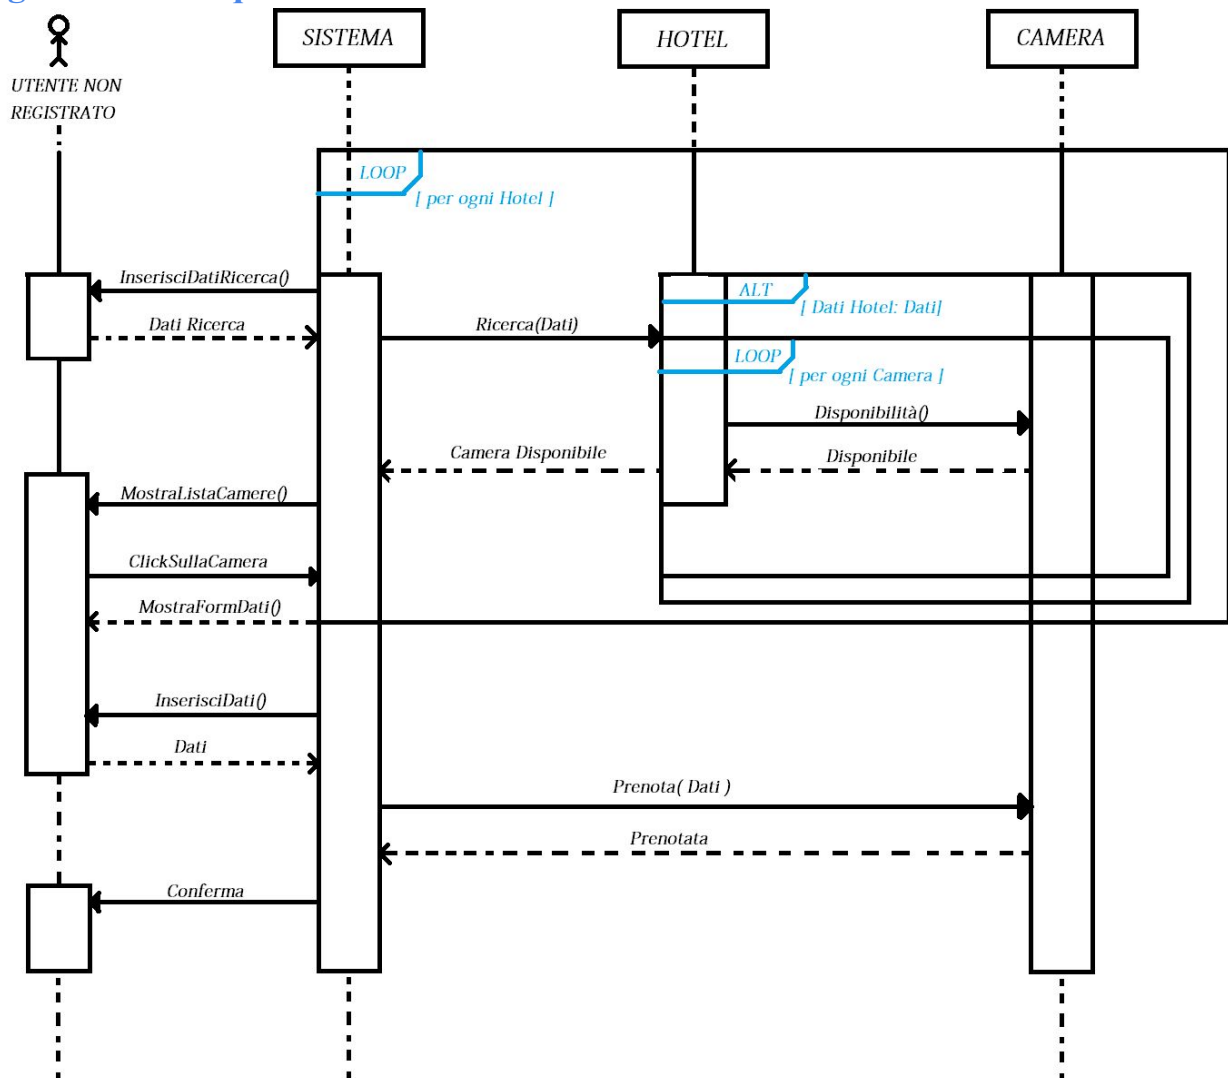 SISTEMA
HOTEL
CAMERA
UTENTE NON
REGISTRATO
LOOP
[ per ogni Hotel ]
InserisciDatiRicerca()
ALT
[ Dati Hotel: Dati]
Dati Ricerca
Ricerca(Dati)
LOOP
[ per ogni Camera ]
Disponibilità()
Camera Disponibile
Disponibile
MostraListaCamere()
ClickSullaCamera
MostraFormDati()
InserisciDati()
Dati
Prenota( Dati )
Prenotata
Conferma